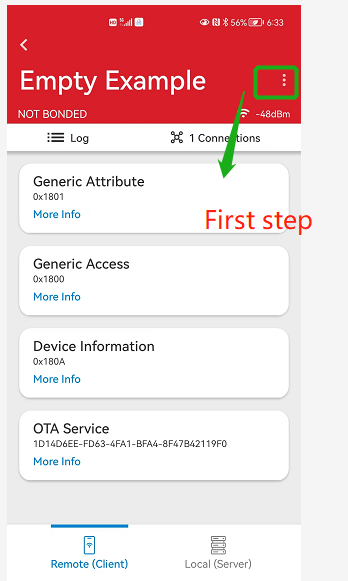 56% 6:33
Empty Example
NOT BONDED -48dBm
Log 1 Connections
Generic Attribute
0x1801
More Info
First step
Generic Access
0x1800
More Info
Device Information
0x180A
More Info
OTA Service
1D14D6EE-FD63-4FA1-BFA4-8F47B42119F0
More Info
Remote (Client) Local (Server)